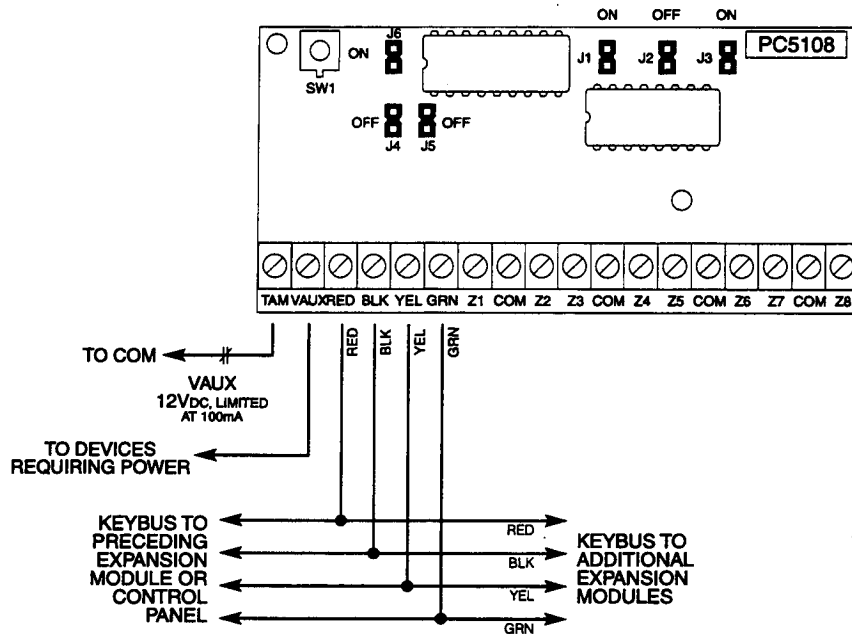 ON OFF ON
J6
ON
SW1
J1 J2 J3
PC5108
OFF OFF
J4 J5
TAM VAUX RED BLK YEL GRN Z1 COM Z2 Z3 COM Z4 Z5 COM Z6 Z7 COM Z8
RED BLK YEL GRN
TO COM
VAUX
12VDC, LIMITED
AT 100mA
TO DEVICES
REQUIRING POWER
KEYBUS TO
PRECEDING
EXPANSION
MODULE OR
CONTROL
PANEL
RED
BLK
YEL
GRN
KEYBUS TO
ADDITIONAL
EXPANSION
MODULES